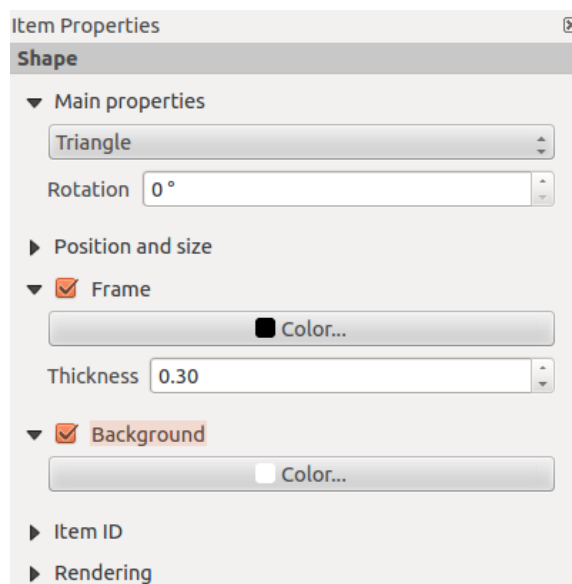 Item Properties
Shape
Main properties
Triangle
Rotation 0 °
Position and size
Frame
Color...
Thickness 0.30
Background
Color...
Item ID
Rendering